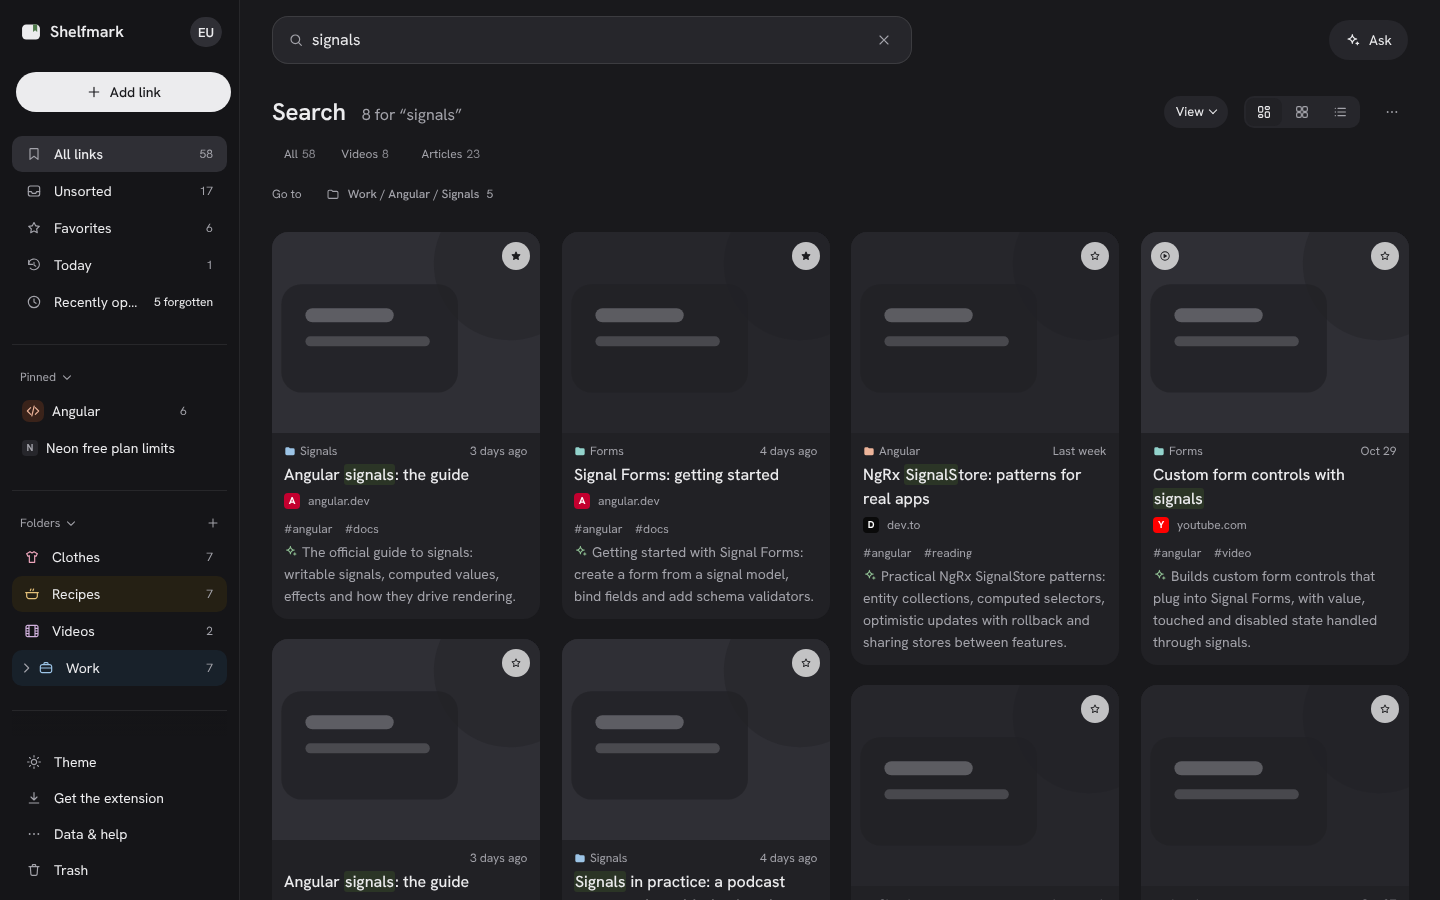 Shelfmark
EU
Add link
All links 58
Unsorted 17
Favorites 6
Today 1
Recently op... 5 forgotten
Pinned
Angular 6
N Neon free plan limits
Folders
Clothes 7
Recipes 7
Videos 2
Work 7
Theme
Get the extension
Data & help
Trash
signals
Ask
Search 8 for “signals”
View
All 58 Videos 8 Articles 23
Go to Work / Angular / Signals 5
Signals 3 days ago
Angular signals: the guide
A angular.dev
#angular #docs
The official guide to signals:
writable signals, computed values,
effects and how they drive rendering.
Forms 4 days ago
Signal Forms: getting started
A angular.dev
#angular #docs
Getting started with Signal Forms:
create a form from a signal model,
bind fields and add schema validators.
Angular Last week
NgRx SignalStore: patterns for
real apps
D dev.to
#angular #reading
Practical NgRx SignalStore patterns:
entity collections, computed selectors,
optimistic updates with rollback and
sharing stores between features.
Forms Oct 29
Custom form controls with
signals
Y youtube.com
#angular #video
Builds custom form controls that
plug into Signal Forms, with value,
touched and disabled state handled
through signals.
3 days ago
Angular signals: the guide
Signals 4 days ago
Signals in practice: a podcast